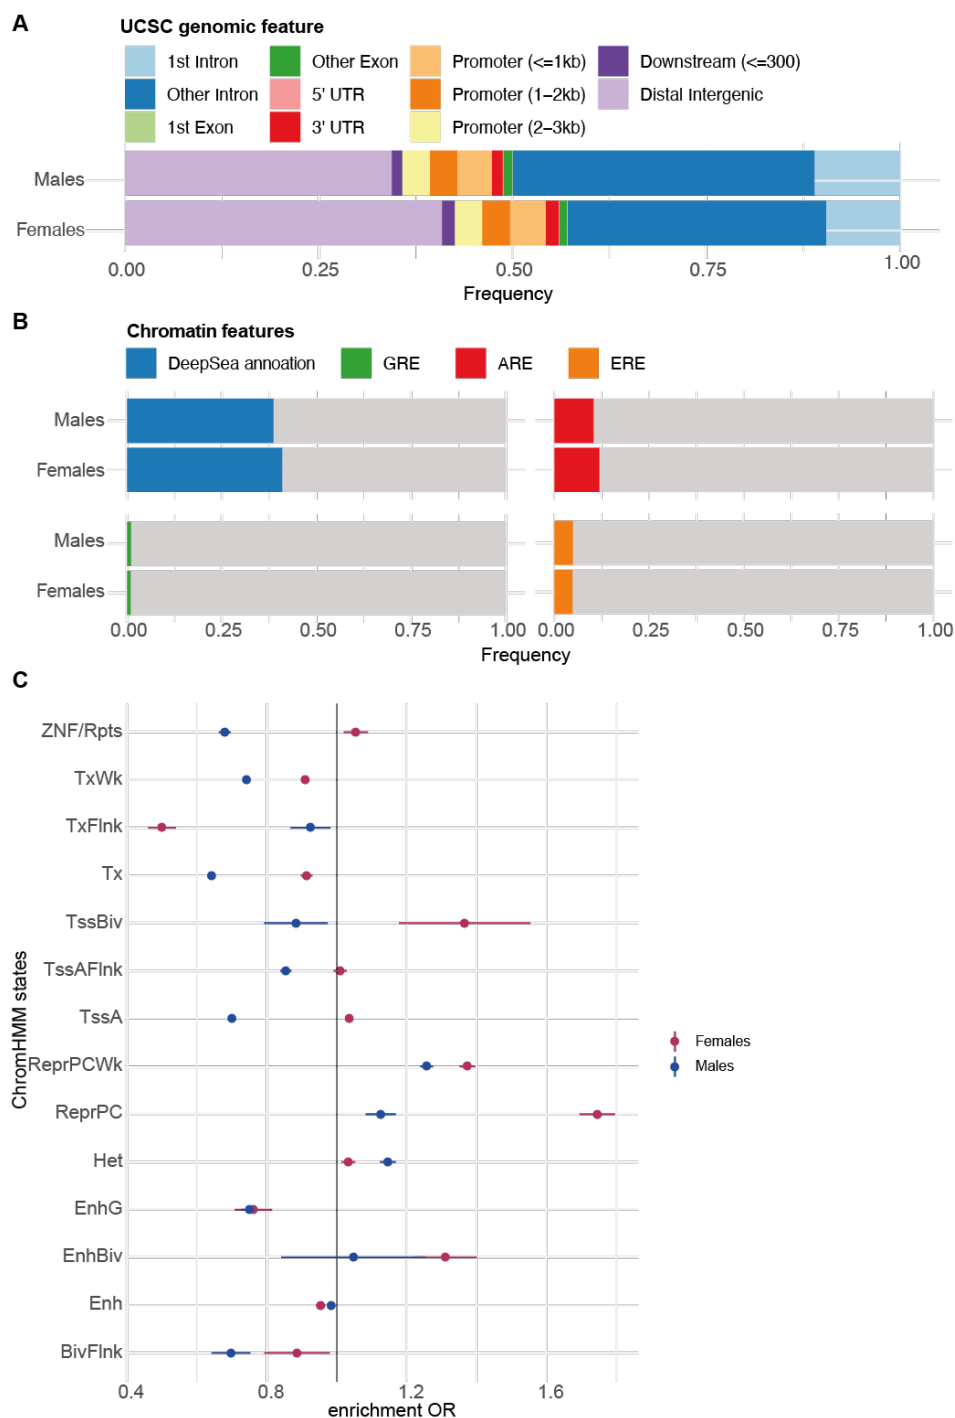 A
UCSC genomic feature
1st Intron Other Exon Promoter (<=1kb) Downstream (<=300)
Other Intron 5' UTR Promoter (1–2kb) Distal Intergenic
1st Exon 3' UTR Promoter (2–3kb)
Males
Females
0.00 0.25 0.50 0.75 1.00
Frequency
B
Chromatin features
DeepSea annoation GRE ARE ERE
Males
Females
Males
Females
0.00 0.25 0.50 0.75 1.00 0.00 0.25 0.50 0.75 1.00
Frequency
C
ChromHMM states
ZNF/Rpts
TxWk
TxFlnk
Tx
TssBiv
TssAFlnk
TssA
ReprPCWk
ReprPC
Het
EnhG
EnhBiv
Enh
BivFlnk
Females
Males
0.4 0.8 1.2 1.6
enrichment OR